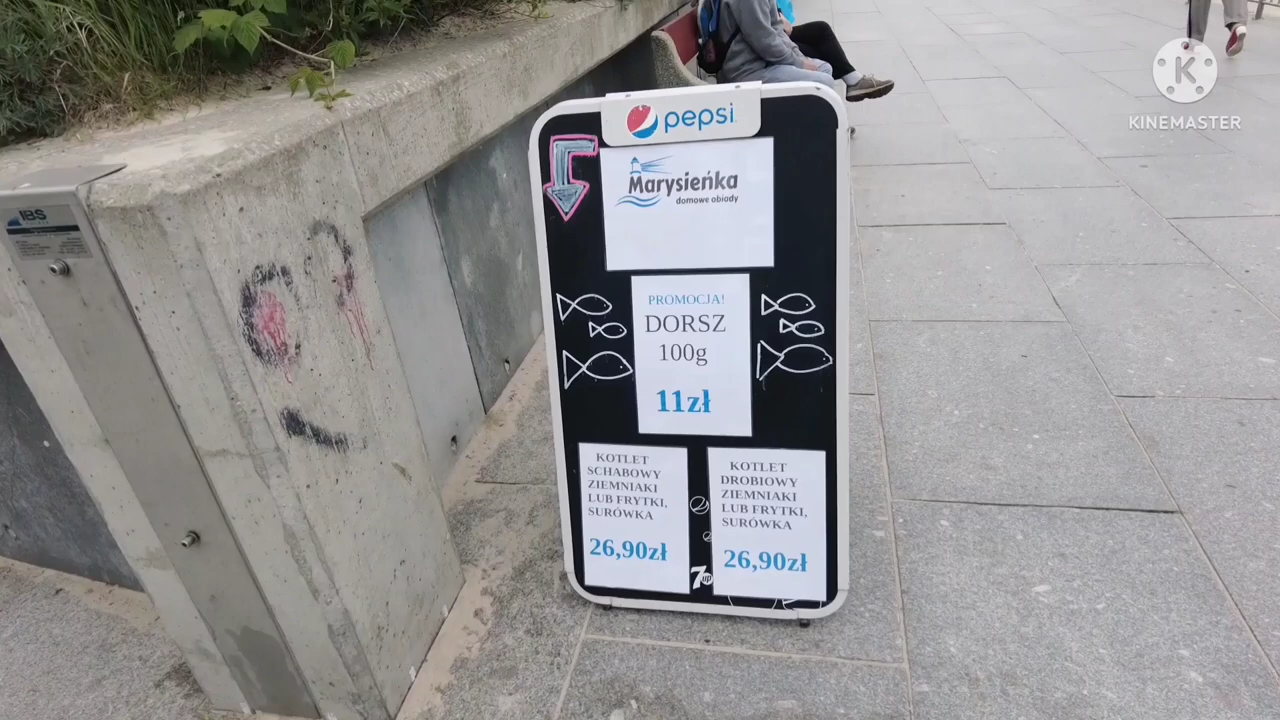 pepsi
Marysieńka
domowe obiady
PROMOCJA!
DORSZ
100g
11zł
KOTLET
SCHABOWY
ZIEMNIAKI
LUB FRYTKI,
SURÓWKA
26,90zł
KOTLET
DROBIOWY
ZIEMNIAKI
LUB FRYTKI,
SURÓWKA
26,90zł
7up
IBS
K
KINEMASTER